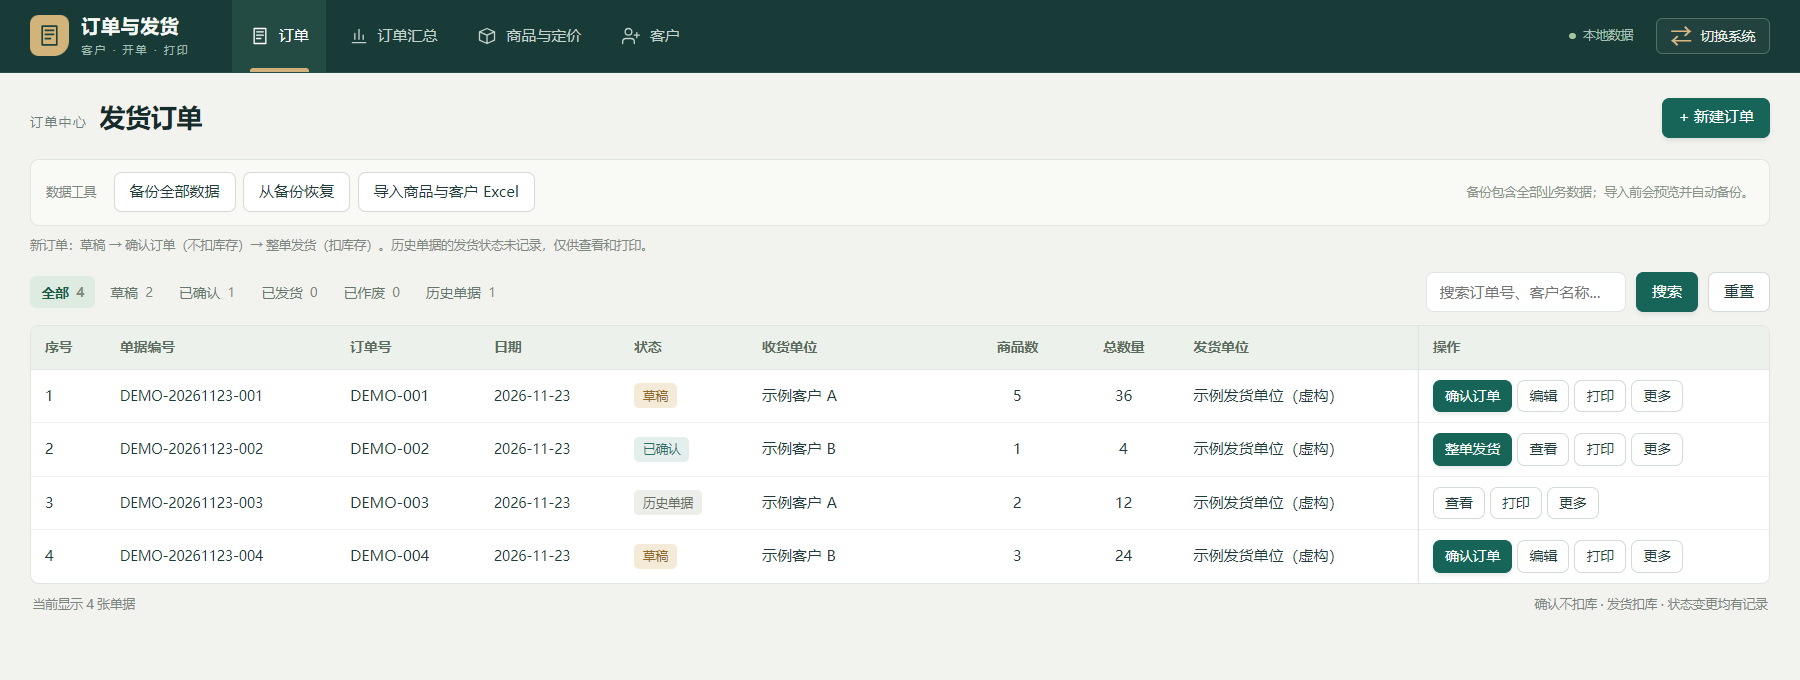 订单与发货
客户 · 开单 · 打印
订单
订单汇总
商品与定价
客户
本地数据
切换系统
订单中心 发货订单
+ 新建订单
数据工具 备份全部数据 从备份恢复 导入商品与客户 Excel 备份包含全部业务数据；导入前会预览并自动备份。
新订单：草稿 → 确认订单（不扣库存）→ 整单发货（扣库存）。历史单据的发货状态未记录，仅供查看和打印。
全部 4 草稿 2 已确认 1 已发货 0 已作废 0 历史单据 1 搜索订单号、客户名称... 搜索 重置
序号 单据编号 订单号 日期 状态 收货单位 商品数 总数量 发货单位 操作
1 DEMO-20261123-001 DEMO-001 2026-11-23 草稿 示例客户 A 5 36 示例发货单位（虚构） 确认订单 编辑 打印 更多
2 DEMO-20261123-002 DEMO-002 2026-11-23 已确认 示例客户 B 1 4 示例发货单位（虚构） 整单发货 查看 打印 更多
3 DEMO-20261123-003 DEMO-003 2026-11-23 历史单据 示例客户 A 2 12 示例发货单位（虚构） 查看 打印 更多
4 DEMO-20261123-004 DEMO-004 2026-11-23 草稿 示例客户 B 3 24 示例发货单位（虚构） 确认订单 编辑 打印 更多
当前显示 4 张单据 确认不扣库 · 发货扣库 · 状态变更均有记录